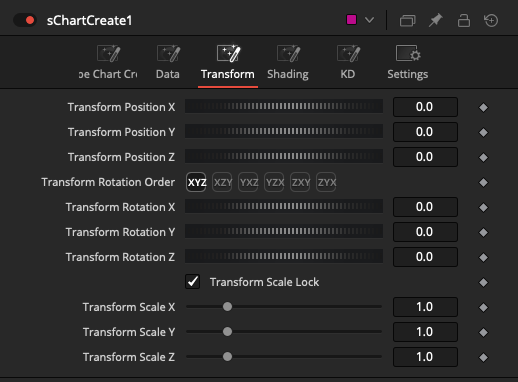 sChartCreate1
pe Chart Cre
Data
Transform
Shading
KD
Settings
Transform Position X 0.0
Transform Position Y 0.0
Transform Position Z 0.0
Transform Rotation Order XYZ XZY YXZ YZX ZXY ZYX
Transform Rotation X 0.0
Transform Rotation Y 0.0
Transform Rotation Z 0.0
Transform Scale Lock
Transform Scale X 1.0
Transform Scale Y 1.0
Transform Scale Z 1.0